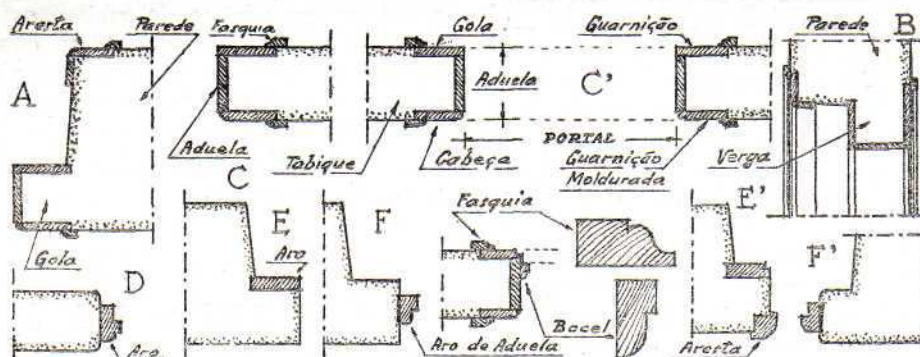 Aresta
Parede
Fasquia
Gola
Guarnição
Parede
B
A
Aduela
C'
Aduela
Tabique
Cabeça
PORTAL
Guarnição
Moldurada
Verga
C
Gola
D
E
Aro
F
Fasquia
E'
F'
Aro
Aro de Aduela
Bocel
Aresta